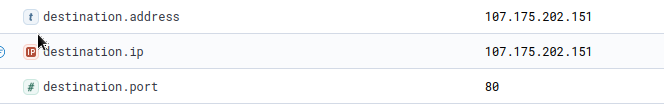 t destination.address 107.175.202.151
IP destination.ip 107.175.202.151
# destination.port 80